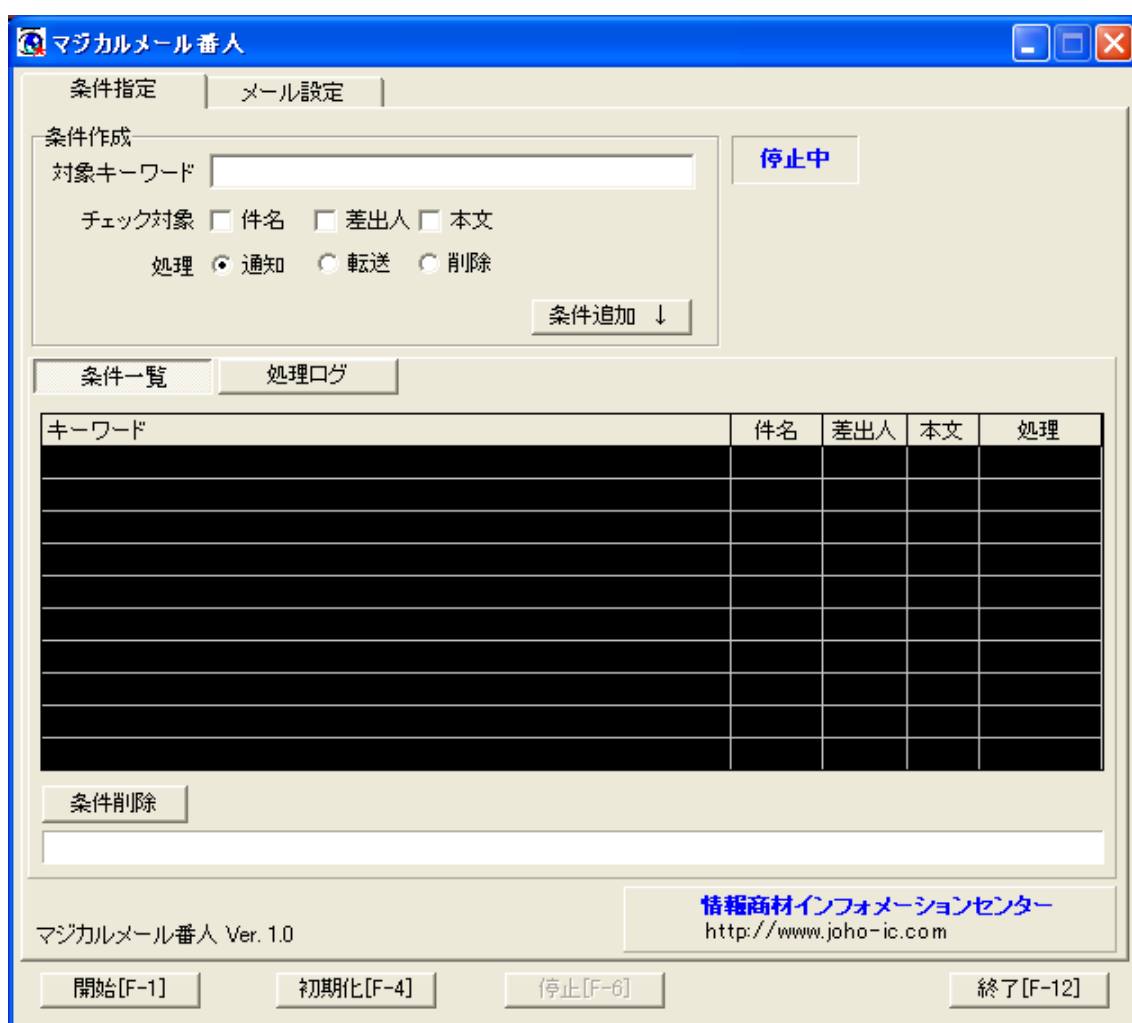 マジカルメール番人
条件指定 メール設定
条件作成
対象キーワード
停止中
チェック対象 件名 差出人 本文
処理 通知 転送 削除
条件追加 ↓
条件一覧 処理ログ
キーワード 件名 差出人 本文 処理
条件削除
情報商材インフォメーションセンター
マジカルメール番人 Ver. 1.0
http://www.joho-ic.com
開始[F-1] 初期化[F-4] 停止[F-6] 終了[F-12]